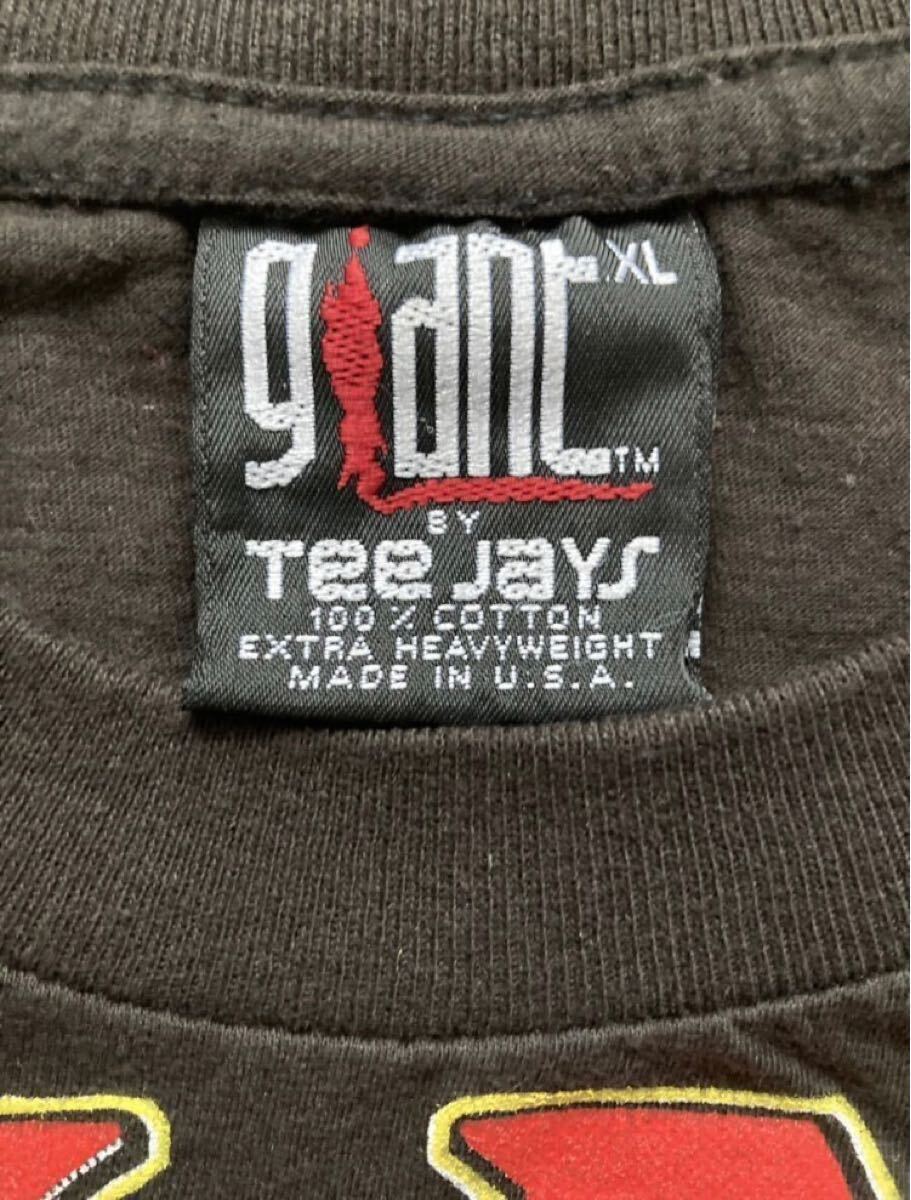 giant XL
TM
BY
Tee Jays
100 % COTTON
EXTRA HEAVYWEIGHT
MADE IN U.S.A.